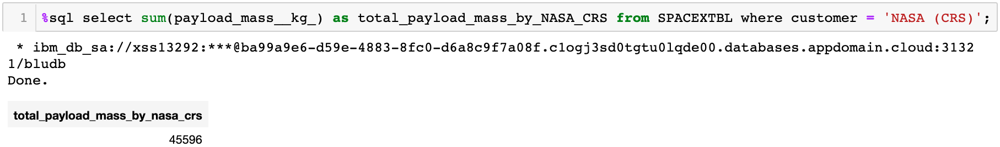 1 %sql select sum(payload_mass__kg_) as total_payload_mass_by_NASA_CRS from SPACEXTBL where customer = 'NASA (CRS)';
* ibm_db_sa://xss13292:***@ba99a9e6-d59e-4883-8fc0-d6a8c9f7a08f.c1ogj3sd0tgtu0lqde00.databases.appdomain.cloud:3132
1/bludb
Done.
total_payload_mass_by_nasa_crs
45596